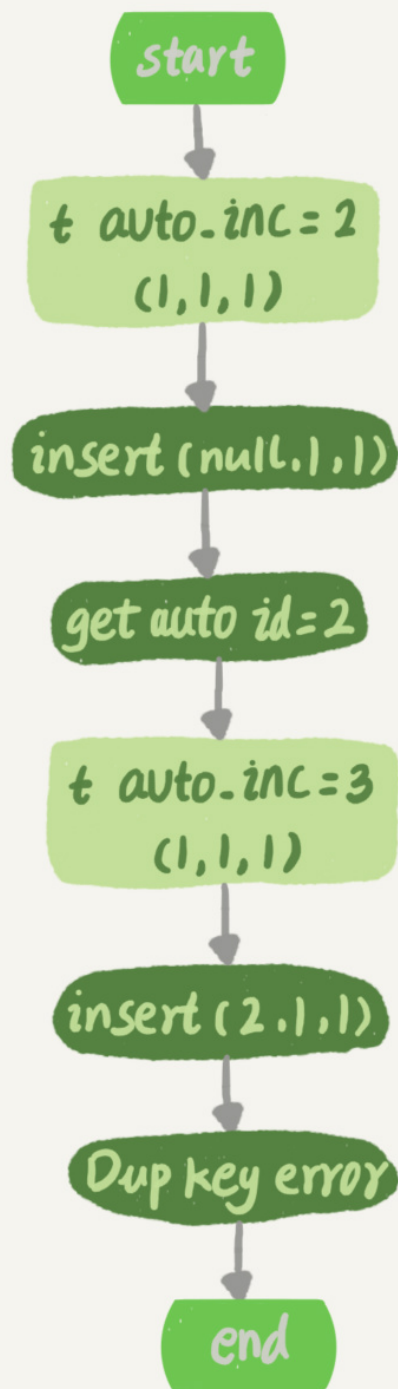 start
t auto_inc = 2
(1,1,1)
insert(null.1,1)
get auto id=2
t auto_inc=3
(1,1,1)
insert(2.1,1)
Dup key error
end